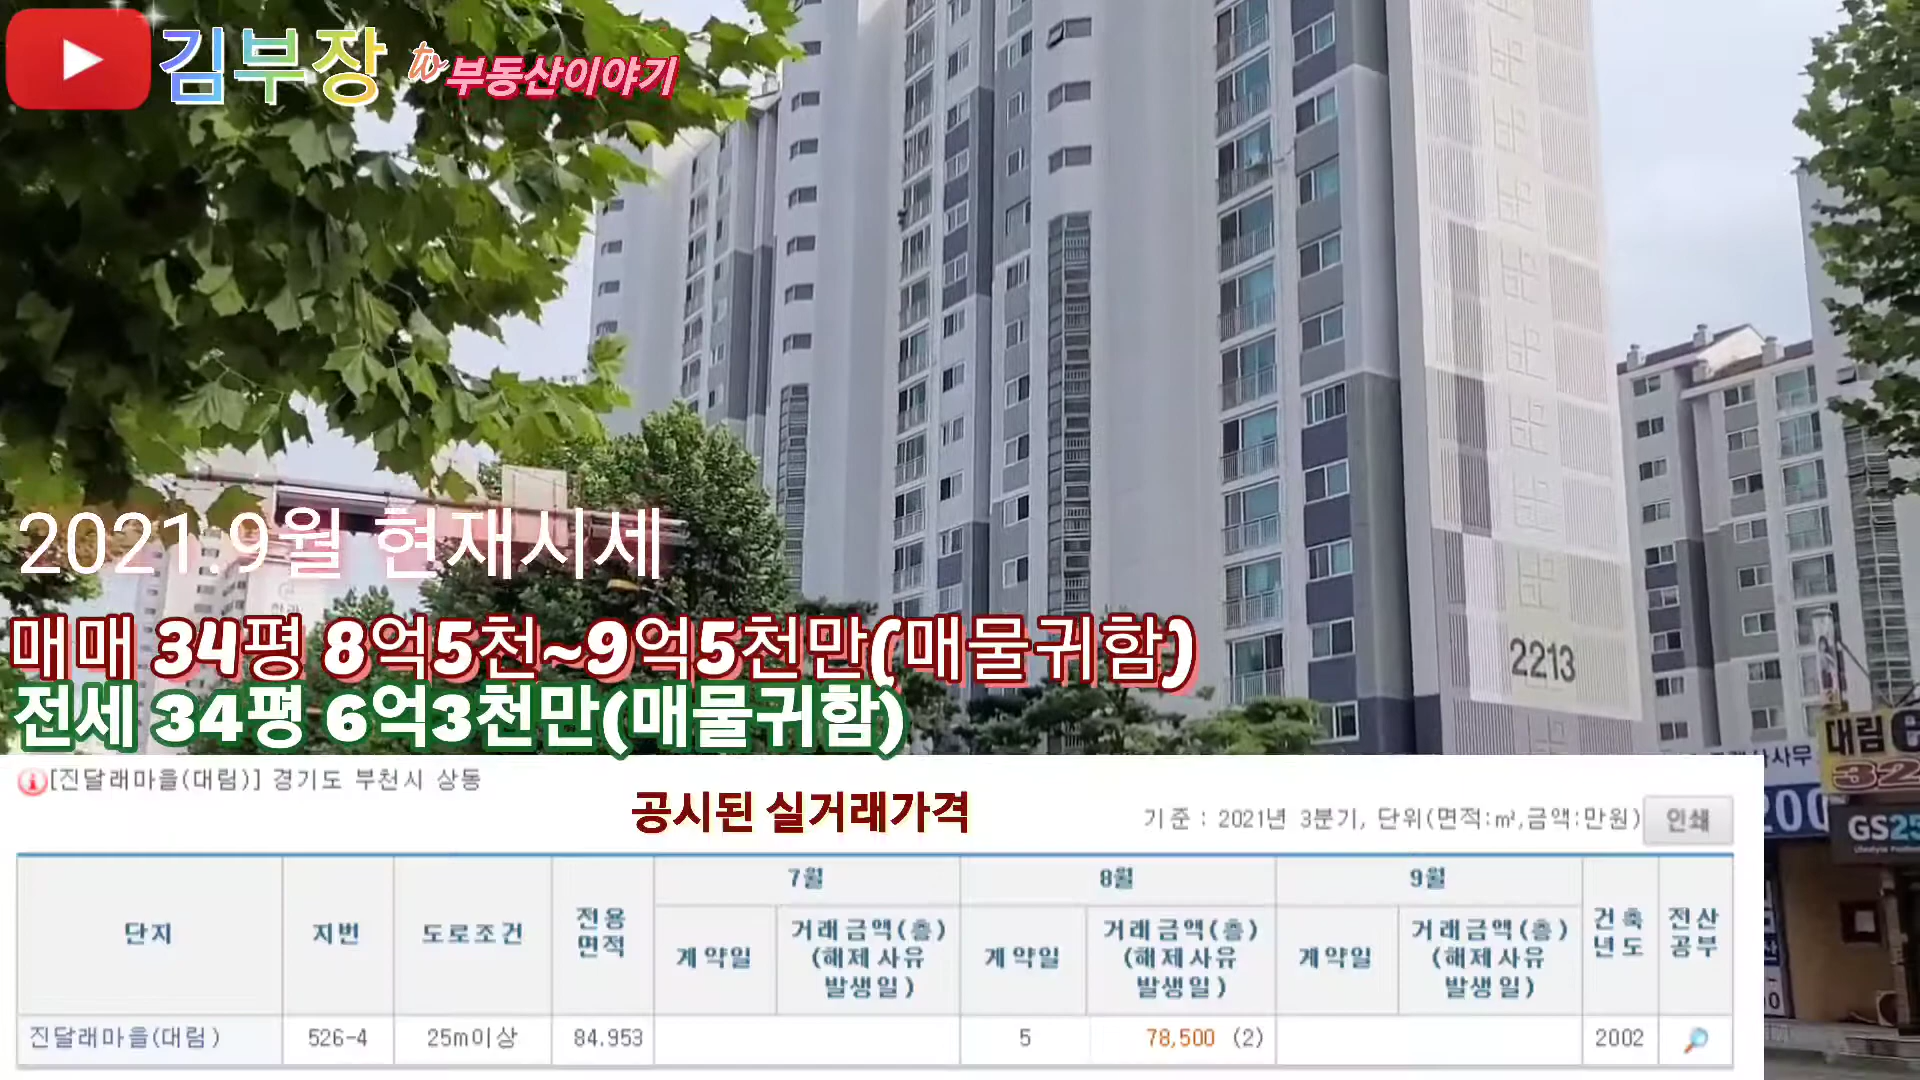 김부장 tv 부동산이야기
2021.9월 현재시세
매매 34평 8억5천~9억5천만(매물귀함)
전세 34평 6억3천만(매물귀함)
2213
대림
32
GS25
[진달래마을(대림)] 경기도 부천시 상동
공시된 실거래가격
기준 : 2021년 3분기, 단위(면적:㎡,금액:만원)
인쇄
단지 지번 도로조건 전용면적 7월 8월 9월 건축년도 전산공부
계약일 거래금액(층)(해제사유발생일) 계약일 거래금액(층)(해제사유발생일) 계약일 거래금액(층)(해제사유발생일)
진달래마을(대림) 526-4 25m이상 84.953 5 78,500 (2) 2002